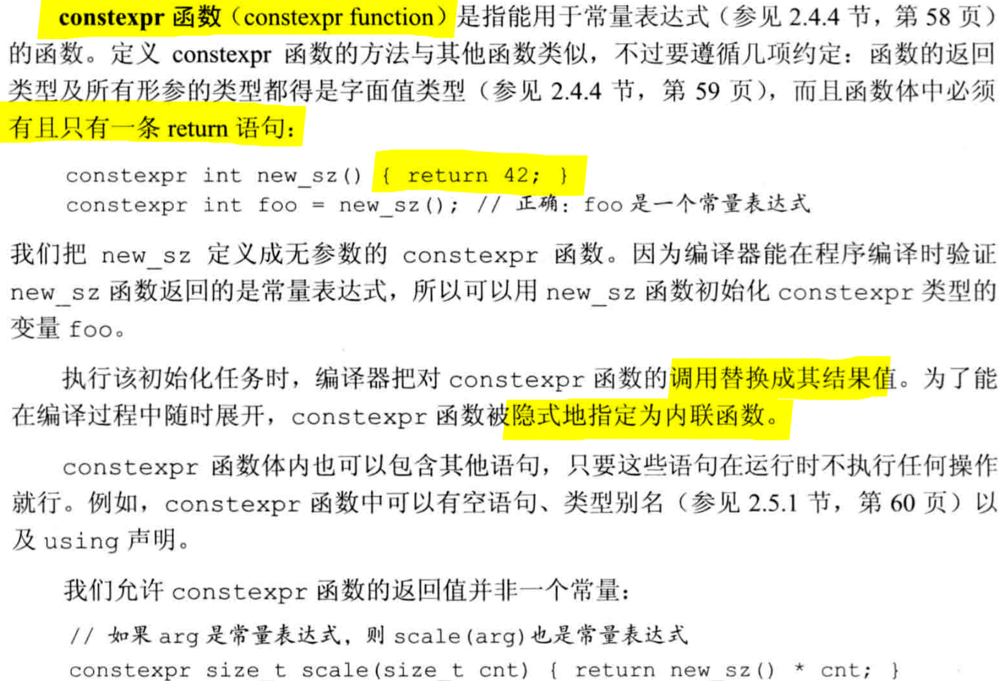 constexpr 函数（constexpr function）是指能用于常量表达式（参见 2.4.4 节，第 58 页）
的函数。定义 constexpr 函数的方法与其他函数类似，不过要遵循几项约定：函数的返回
类型及所有形参的类型都得是字面值类型（参见 2.4.4 节，第 59 页），而且函数体中必须
有且只有一条 return 语句：
constexpr int new_sz() { return 42; }
constexpr int foo = new_sz(); // 正确：foo 是一个常量表达式
我们把 new_sz 定义成无参数的 constexpr 函数。因为编译器能在程序编译时验证
new_sz 函数返回的是常量表达式，所以可以用 new_sz 函数初始化 constexpr 类型的
变量 foo。
执行该初始化任务时，编译器把对 constexpr 函数的调用替换成其结果值。为了能
在编译过程中随时展开，constexpr 函数被隐式地指定为内联函数。
constexpr 函数体内也可以包含其他语句，只要这些语句在运行时不执行任何操作
就行。例如，constexpr 函数中可以有空语句、类型别名（参见 2.5.1 节，第 60 页）以
及 using 声明。
我们允许 constexpr 函数的返回值并非一个常量：
// 如果 arg 是常量表达式，则 scale(arg)也是常量表达式
constexpr size_t scale(size_t cnt) { return new_sz() * cnt; }